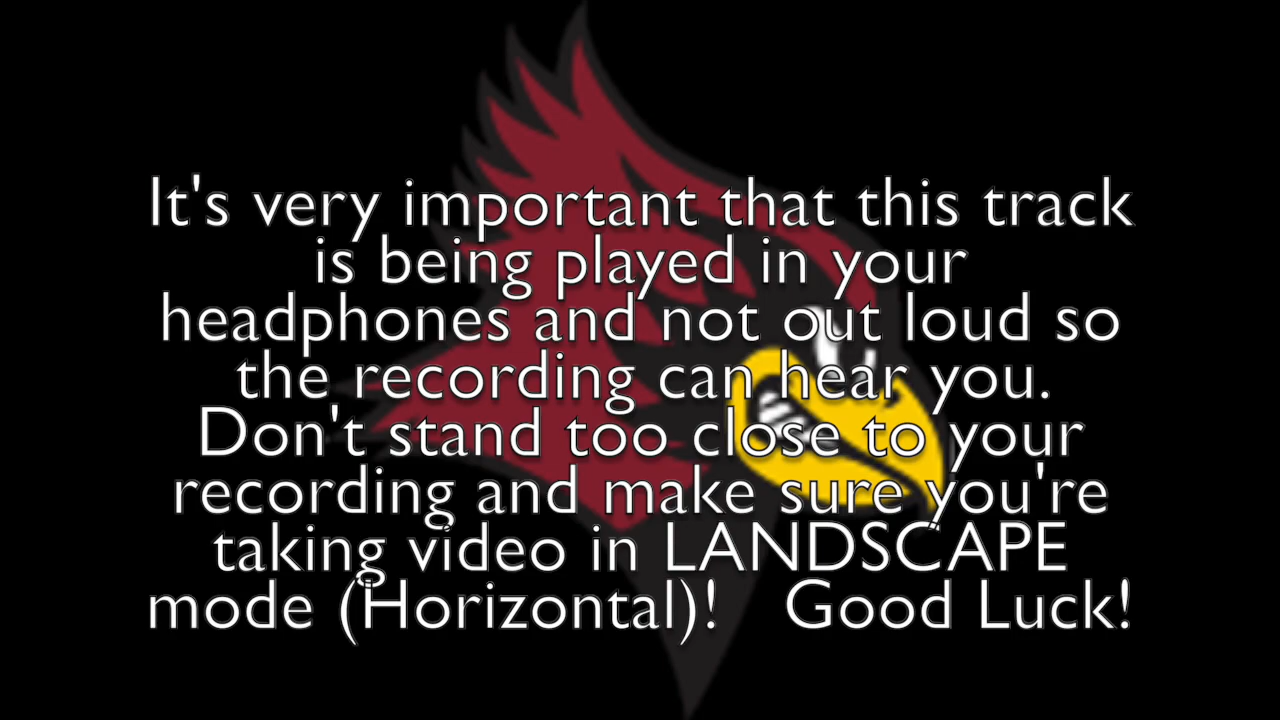 It's very important that this track
is being played in your
headphones and not out loud so
the recording can hear you.
Don't stand too close to your
recording and make sure you're
taking video in LANDSCAPE
mode (Horizontal)!   Good Luck!